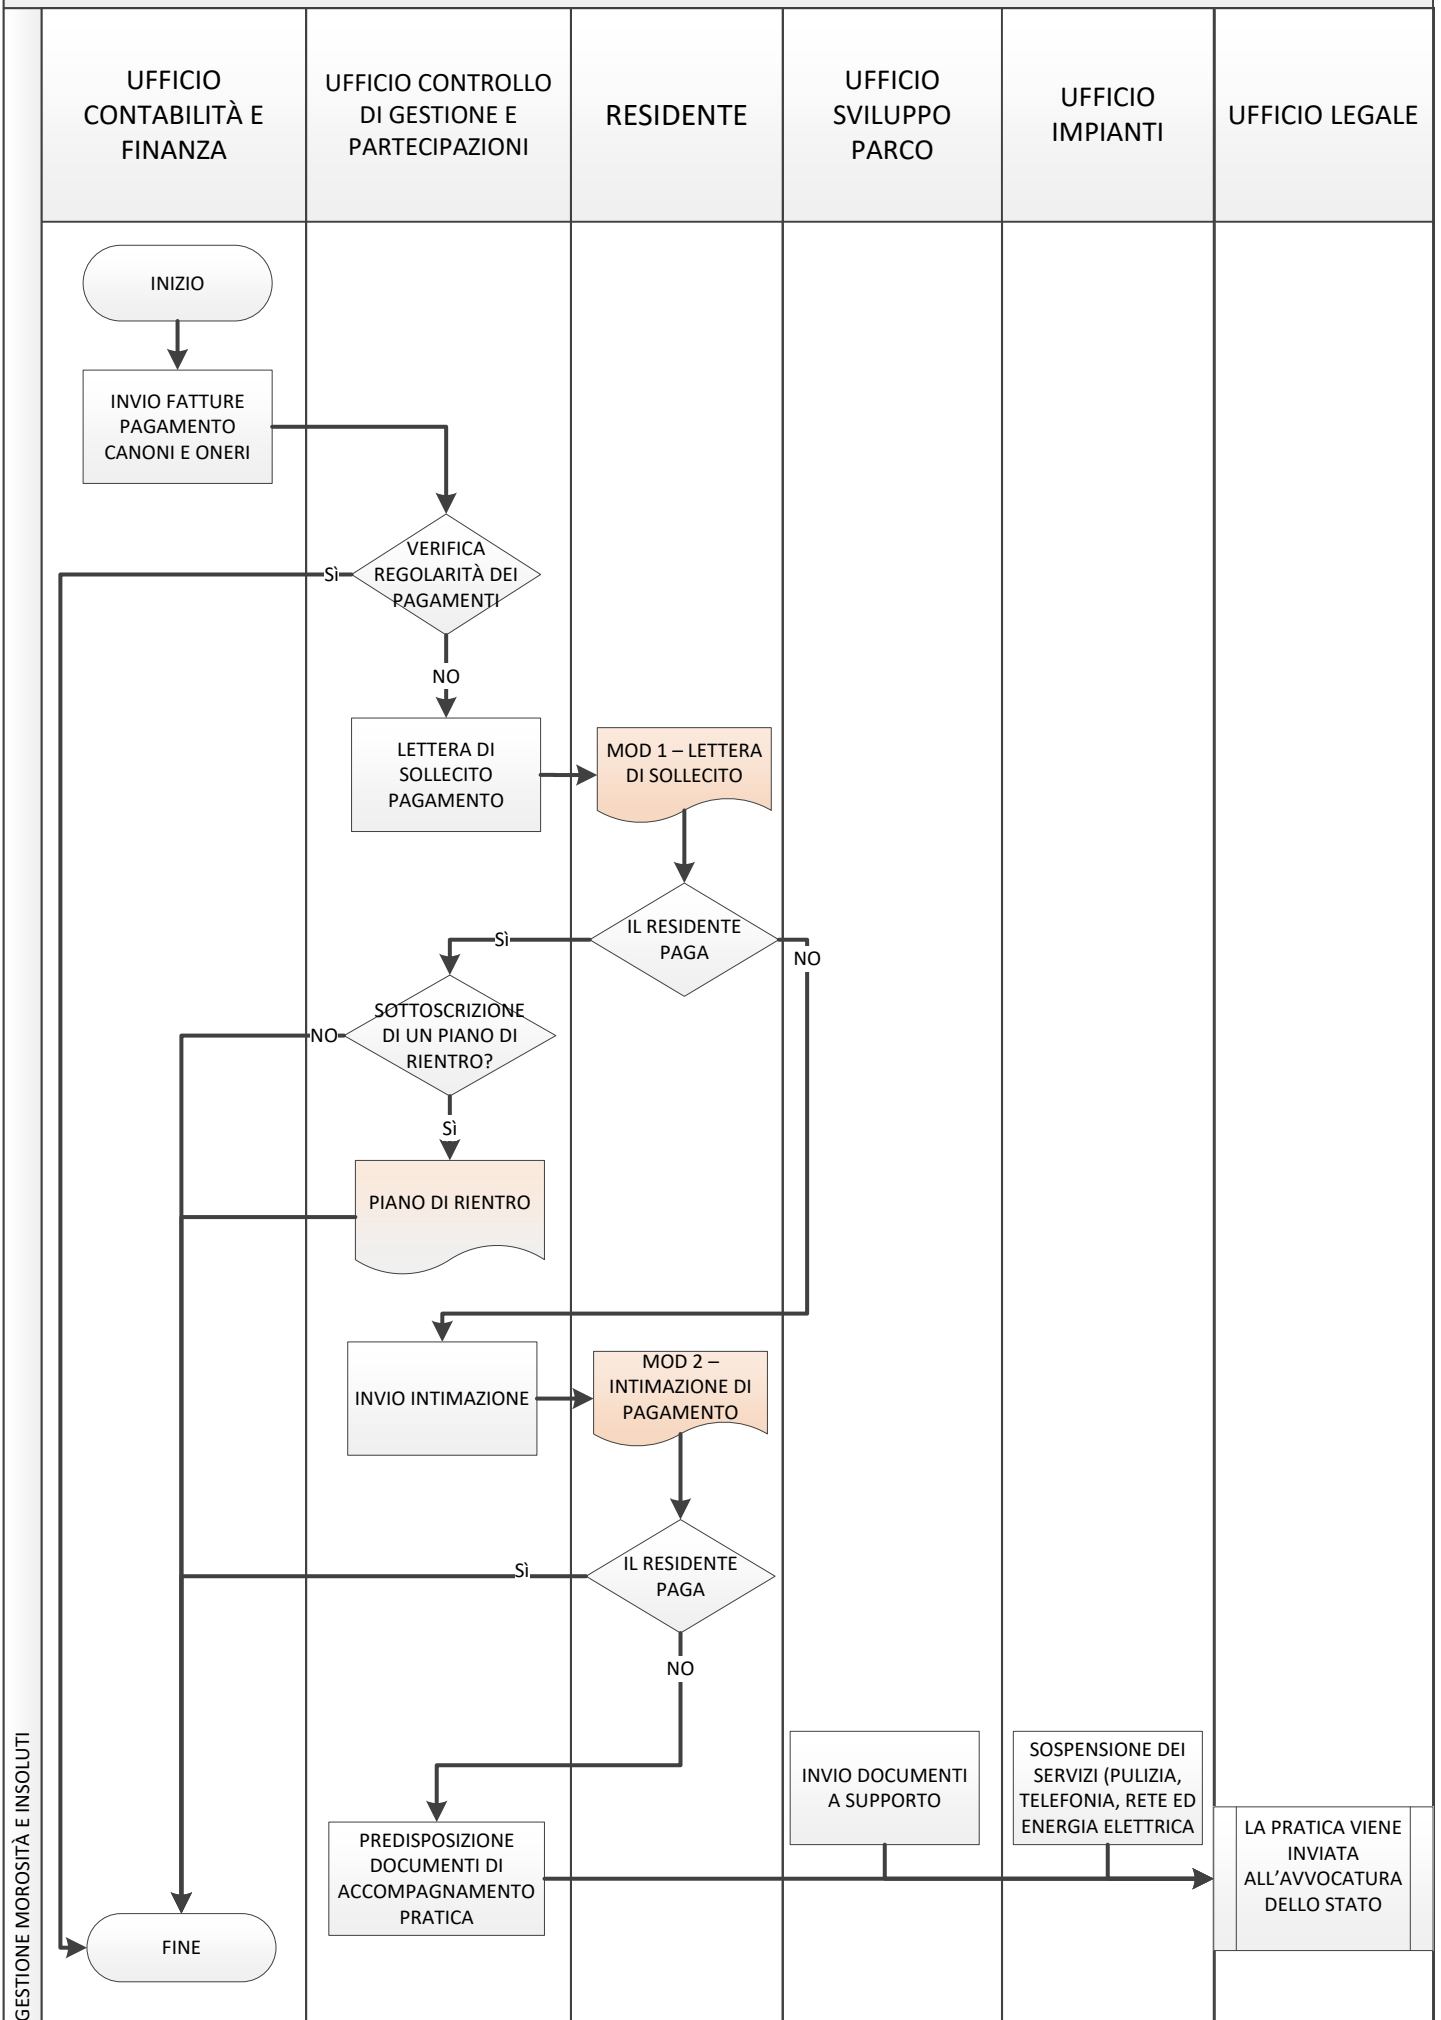 UFFICIO
CONTABILITÀ E
FINANZA
UFFICIO CONTROLLO
DI GESTIONE E
PARTECIPAZIONI
RESIDENTE
UFFICIO
SVILUPPO
PARCO
UFFICIO
IMPIANTI
UFFICIO LEGALE
INIZIO
INVIO FATTURE
PAGAMENTO
CANONI E ONERI
VERIFICA
REGOLARITÀ DEI
PAGAMENTI
Sì
NO
LETTERA DI
SOLLECITO
PAGAMENTO
MOD 1 – LETTERA
DI SOLLECITO
IL RESIDENTE
PAGA
Sì
NO
SOTTOSCRIZIONE
DI UN PIANO DI
RIENTRO?
NO
Sì
PIANO DI RIENTRO
INVIO INTIMAZIONE
MOD 2 –
INTIMAZIONE DI
PAGAMENTO
IL RESIDENTE
PAGA
Sì
NO
PREDISPOSIZIONE
DOCUMENTI DI
ACCOMPAGNAMENTO
PRATICA
INVIO DOCUMENTI
A SUPPORTO
SOSPENSIONE DEI
SERVIZI (PULIZIA,
TELEFONIA, RETE ED
ENERGIA ELETTRICA
LA PRATICA VIENE
INVIATA
ALL’AVVOCATURA
DELLO STATO
FINE
GESTIONE MOROSITÀ E INSOLUTI